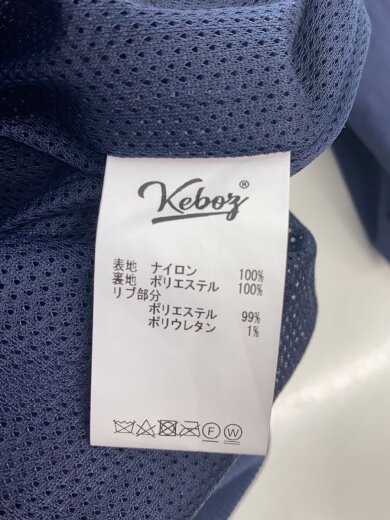 Keboz®
表地 ナイロン 100%
裏地 ポリエステル 100%
リブ部分
ポリエステル 99%
ポリウレタン 1%
F W